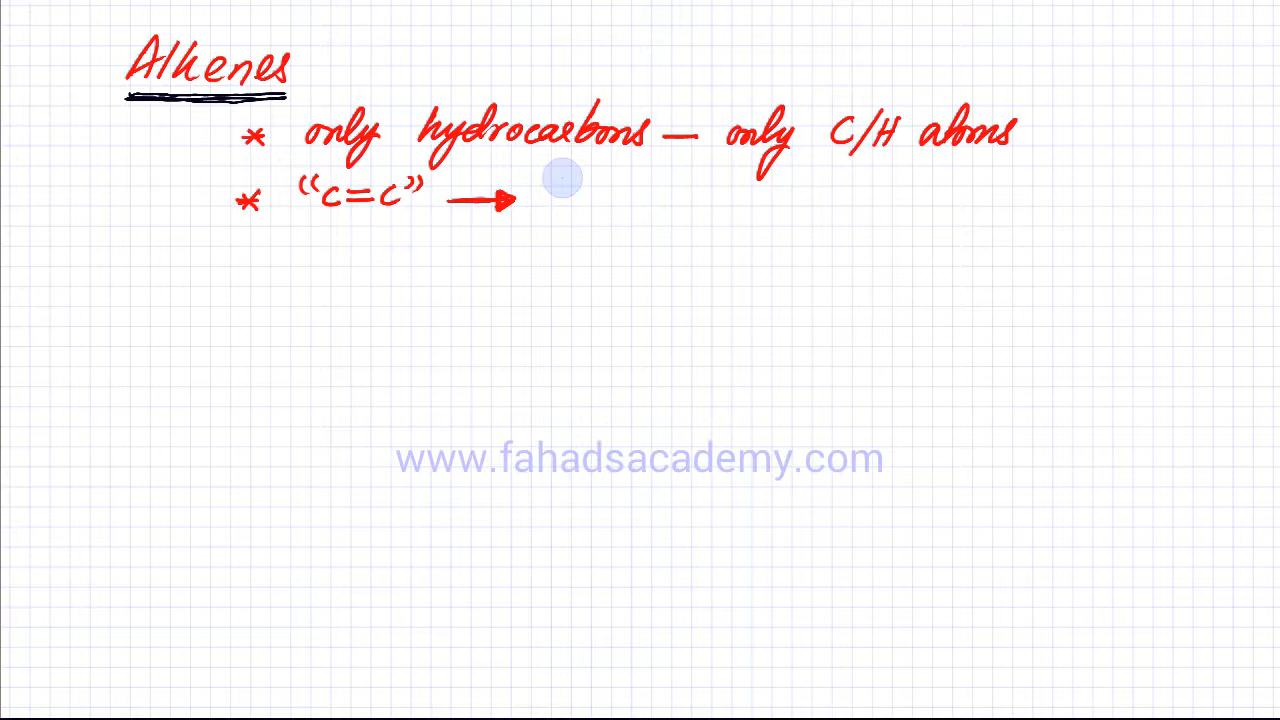 Alkenes
* only hydrocarbons — only C/H atoms
* “C=C” →
www.fahadsacademy.com